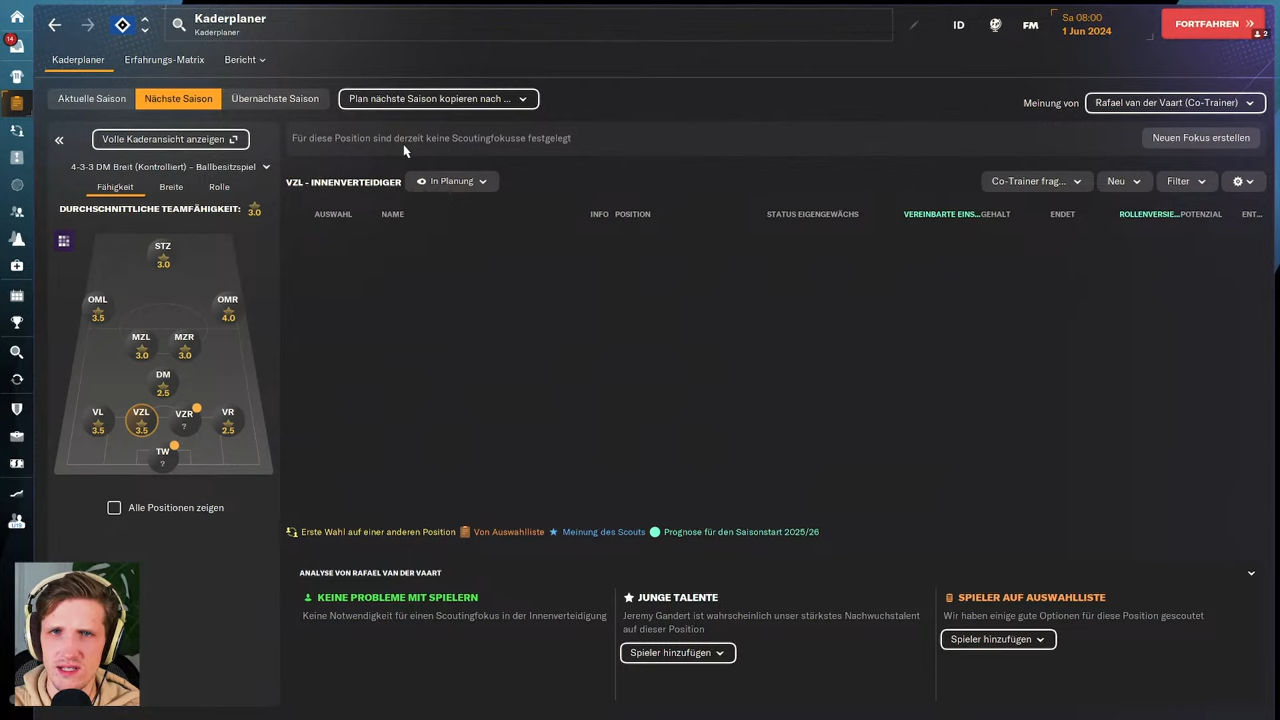 Kaderplaner
Kaderplaner
ID
FM
Sa 08:00
1 Jun 2024
FORTFAHREN
2
14
Kaderplaner
Erfahrungs-Matrix
Bericht
Aktuelle Saison
Nächste Saison
Übernächste Saison
Plan nächste Saison kopieren nach ...
Meinung von
Rafael van der Vaart (Co-Trainer)
Volle Kaderansicht anzeigen
Für diese Position sind derzeit keine Scoutingfokusse festgelegt
Neuen Fokus erstellen
4-3-3 DM Breit (Kontrolliert) – Ballbesitzspiel
Fähigkeit
Breite
Rolle
DURCHSCHNITTLICHE TEAMFÄHIGKEIT:
3.0
VZL - INNENVERTEIDIGER
In Planung
Co-Trainer frag...
Neu
Filter
AUSWAHL
NAME
INFO
POSITION
STATUS EIGENGEWÄCHS
VEREINBARTE EINS...
GEHALT
ENDET
ROLLENVERSIE...
POTENZIAL
ENT...
STZ
3.0
OML
3.5
OMR
4.0
MZL
3.0
MZR
3.0
DM
2.5
VL
3.5
VZL
3.5
VZR
?
VR
2.5
TW
?
Alle Positionen zeigen
Erste Wahl auf einer anderen Position
Von Auswahlliste
Meinung des Scouts
Prognose für den Saisonstart 2025/26
ANALYSE VON RAFAEL VAN DER VAART
KEINE PROBLEME MIT SPIELERN
Keine Notwendigkeit für einen Scoutingfokus in der Innenverteidigung
JUNGE TALENTE
Jeremy Gandert ist wahrscheinlich unser stärkstes Nachwuchstalent
auf dieser Position
Spieler hinzufügen
SPIELER AUF AUSWAHLLISTE
Wir haben einige gute Optionen für diese Position gescoutet
Spieler hinzufügen
U19